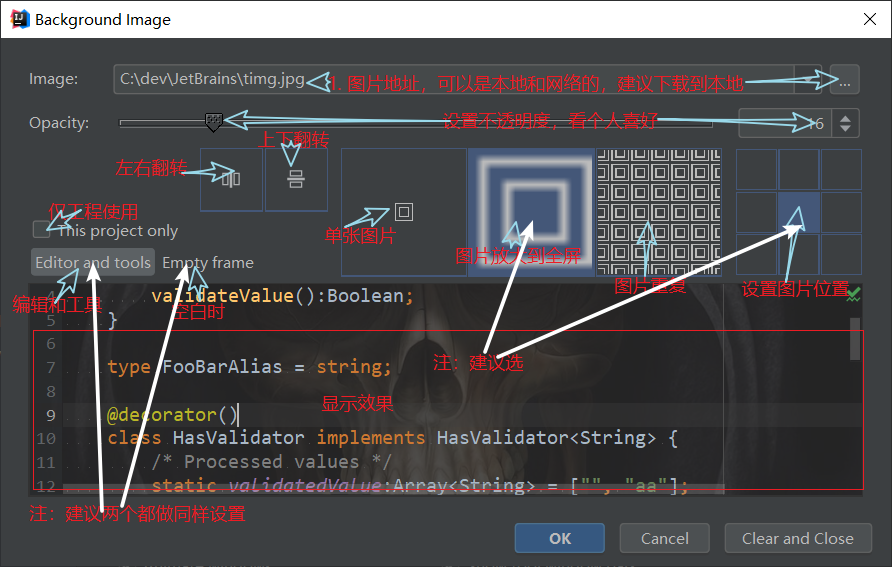 Background Image
Image:
C:\dev\JetBrains\timg.jpg
1. 图片地址，可以是本地和网络的，建议下载到本地
...
Opacity:
设置不透明度，看个人喜好
16
上下翻转
左右翻转
仅工程使用
This project only
单张图片
图片放大到全屏
图片重复
设置图片位置
Editor and tools
Empty frame
编辑和工具
空白时
4 validateValue():Boolean;
5 }
6
7 type FooBarAlias = string;
注：建议选
8
显示效果
9 @decorator()
10 class HasValidator implements HasValidator<String> {
11 /* Processed values */
12 static validatedValue:Array<String> = ["", "aa"];
注：建议两个都做同样设置
OK
Cancel
Clear and Close